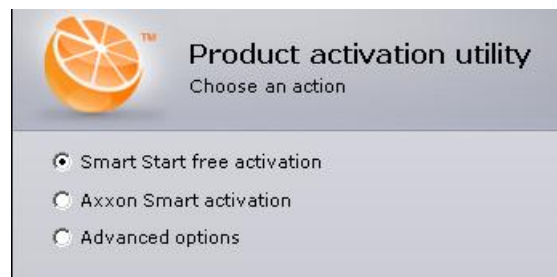 TM
Product activation utility
Choose an action
Smart Start free activation
Axxon Smart activation
Advanced options